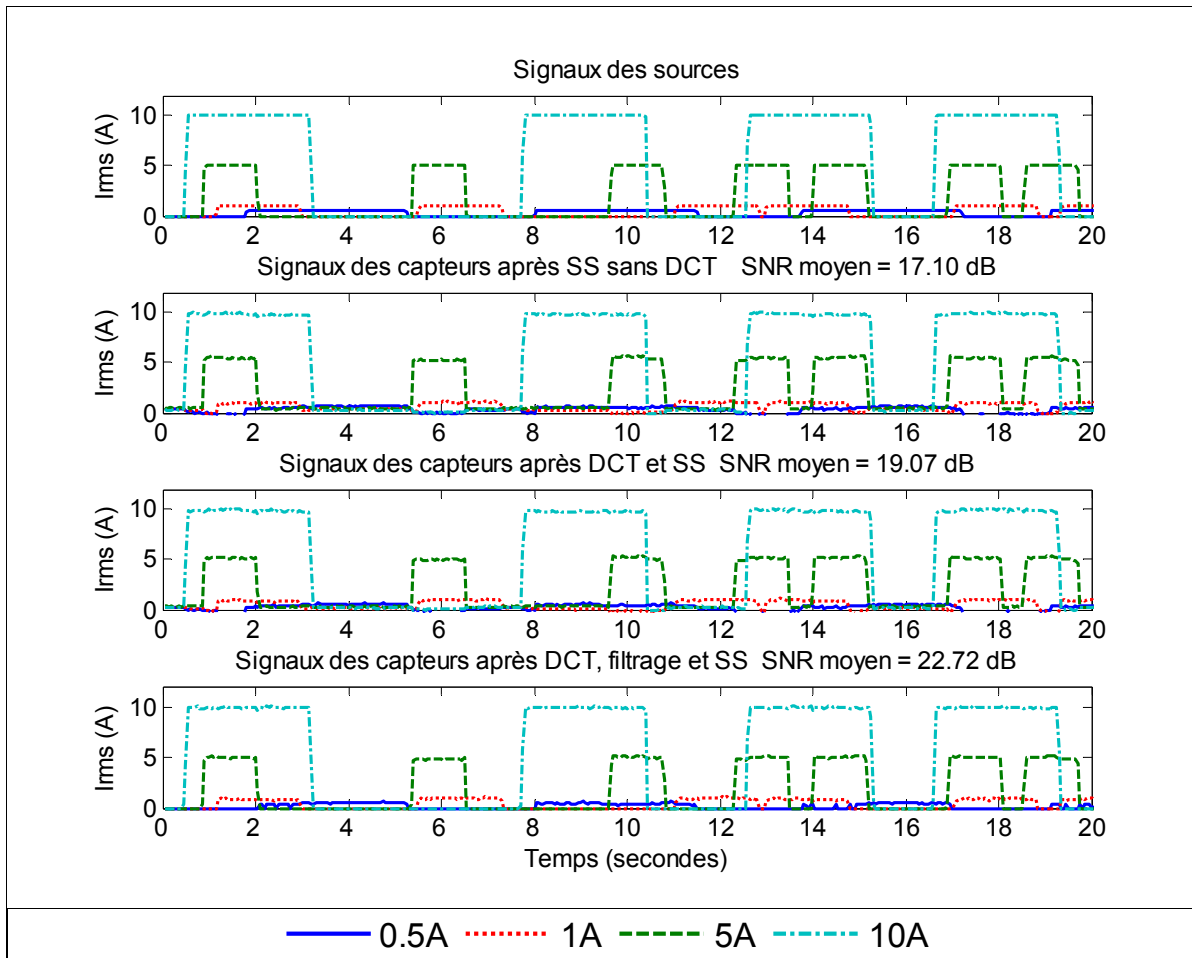 Signaux des sources
Irms (A)
10
5
0
0 2 4 6 8 10 12 14 16 18 20
Signaux des capteurs après SS sans DCT SNR moyen = 17.10 dB
Irms (A)
10
5
0
0 2 4 6 8 10 12 14 16 18 20
Signaux des capteurs après DCT et SS SNR moyen = 19.07 dB
Irms (A)
10
5
0
0 2 4 6 8 10 12 14 16 18 20
Signaux des capteurs après DCT, filtrage et SS SNR moyen = 22.72 dB
Irms (A)
10
5
0
0 2 4 6 8 10 12 14 16 18 20
Temps (secondes)
0.5A 1A 5A 10A